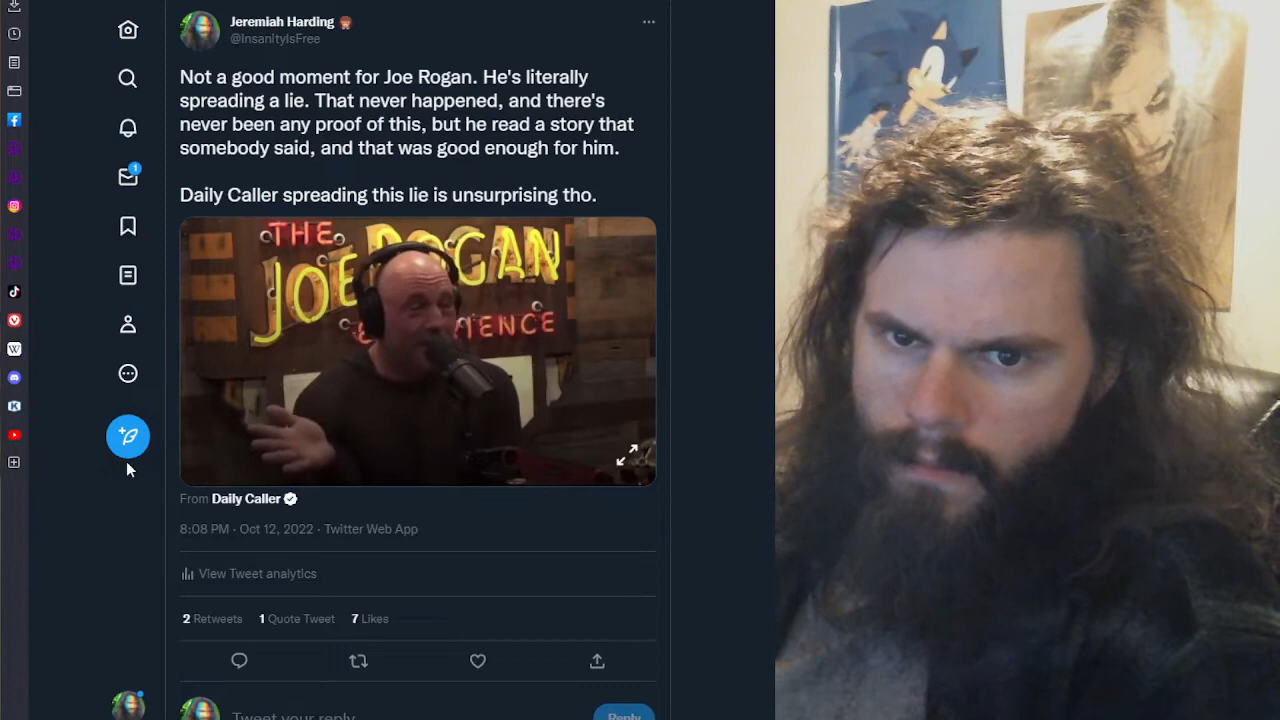 Jeremiah Harding
@InsanityIsFree
Not a good moment for Joe Rogan. He's literally
spreading a lie. That never happened, and there's
never been any proof of this, but he read a story that
somebody said, and that was good enough for him.
Daily Caller spreading this lie is unsurprising tho.
THE
JOE ROGAN
From Daily Caller
8:08 PM · Oct 12, 2022 · Twitter Web App
View Tweet analytics
2 Retweets 1 Quote Tweet 7 Likes
Tweet your reply
Reply
1
W
K